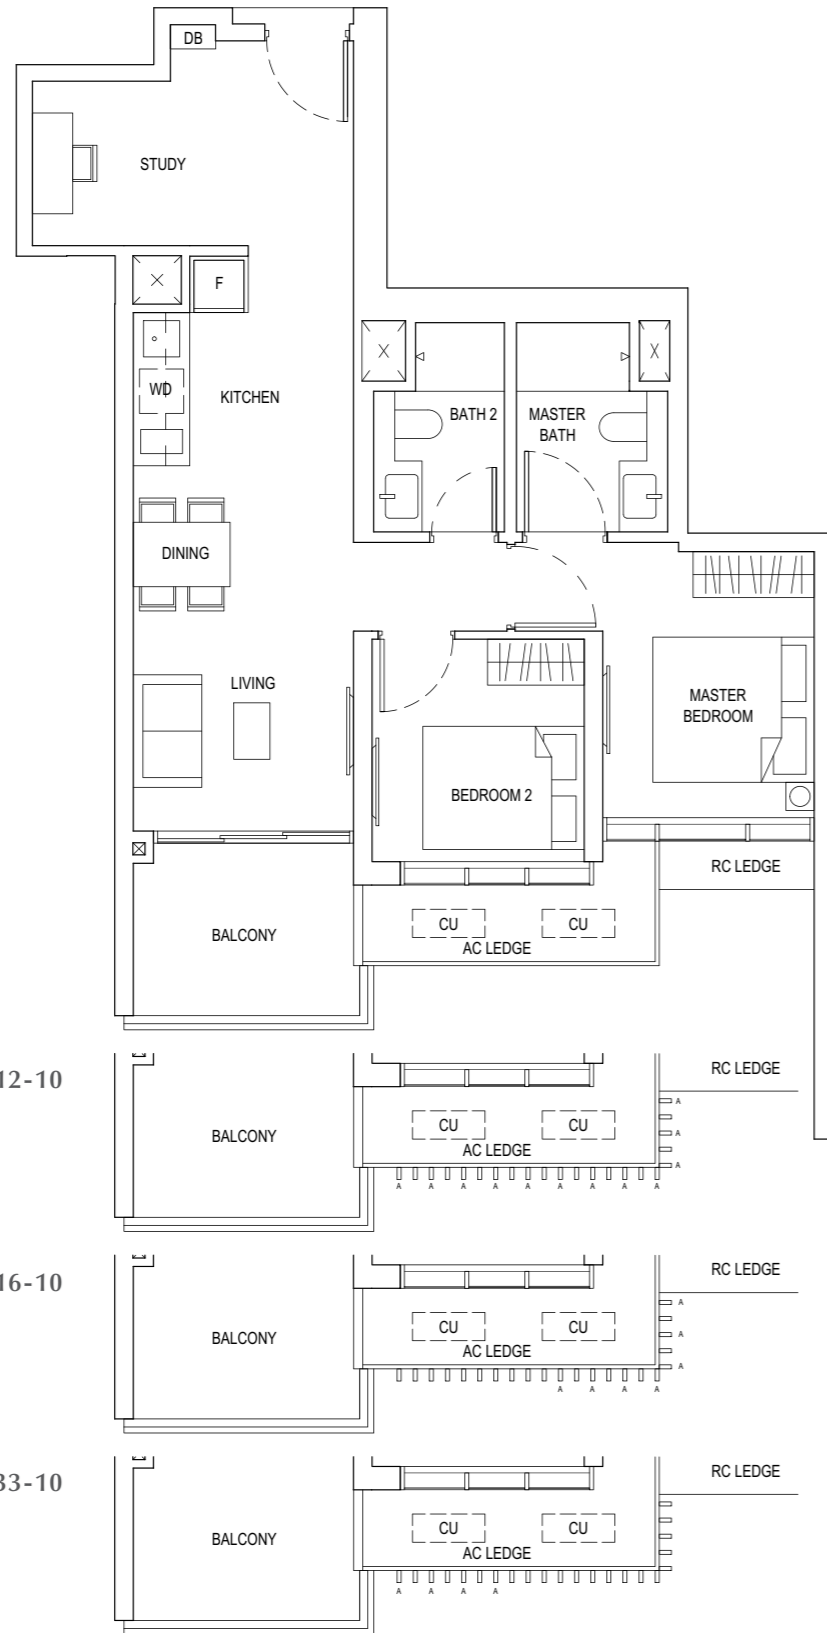 DB
STUDY
F
WD
KITCHEN
BATH 2
MASTER
BATH
DINING
LIVING
MASTER
BEDROOM
BEDROOM 2
RC LEDGE
BALCONY
CU
CU
AC LEDGE
12-10
RC LEDGE
BALCONY
CU
CU
AC LEDGE
A
A
A
A A A A A A A A A
16-10
RC LEDGE
BALCONY
CU
CU
AC LEDGE
A
A
A
A A A A
33-10
RC LEDGE
BALCONY
CU
CU
AC LEDGE
A A A A